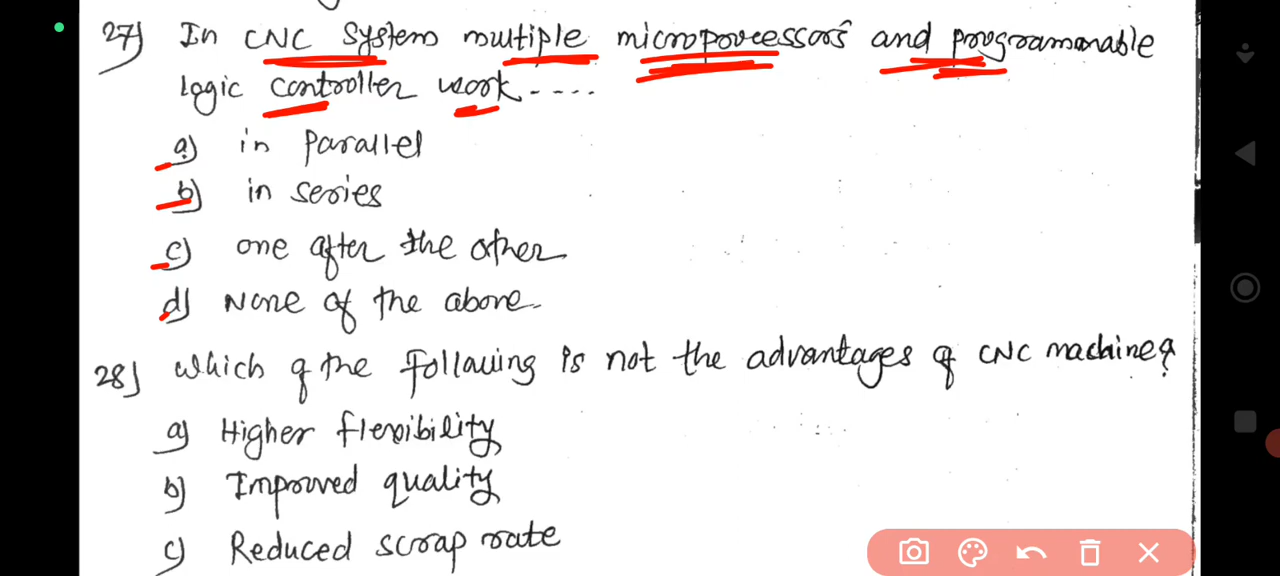 27) In CNC System multiple microprocessors and programmable
logic controller work ----
a) in parallel
b) in series
c) one after the other
d) None of the above
28) which of the following is not the advantages of CNC machine?
a) Higher flexibility
b) Improved quality
c) Reduced scrap rate